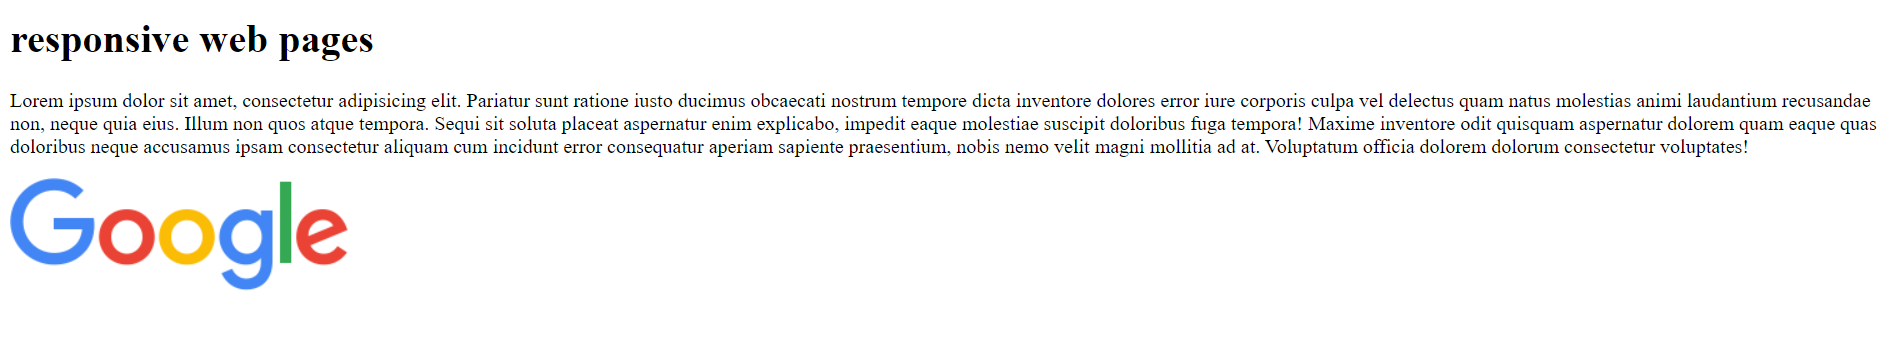 responsive web pages
Lorem ipsum dolor sit amet, consectetur adipisicing elit. Pariatur sunt ratione iusto ducimus obcaecati nostrum tempore dicta inventore dolores error iure corporis culpa vel delectus quam natus molestias animi laudantium recusandae
non, neque quia eius. Illum non quos atque tempora. Sequi sit soluta placeat aspernatur enim explicabo, impedit eaque molestiae suscipit doloribus fuga tempora! Maxime inventore odit quisquam aspernatur dolorem quam eaque quas
doloribus neque accusamus ipsam consectetur aliquam cum incidunt error consequatur aperiam sapiente praesentium, nobis nemo velit magni mollitia ad at. Voluptatum officia dolorem dolorum consectetur voluptates!
Google